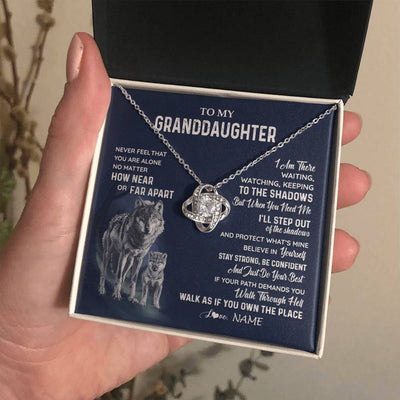 TO MY
GRANDDAUGHTER
NEVER FEEL THAT
YOU ARE ALONE
NO MATTER
HOW NEAR
OR FAR APART
I Am There
WAITING,
WATCHING, KEEPING
TO THE SHADOWS
But When You Need Me
I'LL STEP OUT
of the shadows
AND PROTECT WHAT'S MINE
BELIEVE IN Yourself
STAY STRONG, BE CONFIDENT
And Just Do Your Best
IF YOUR PATH DEMANDS YOU
Walk Through Hell
WALK AS IF YOU OWN THE PLACE
Love, NAME